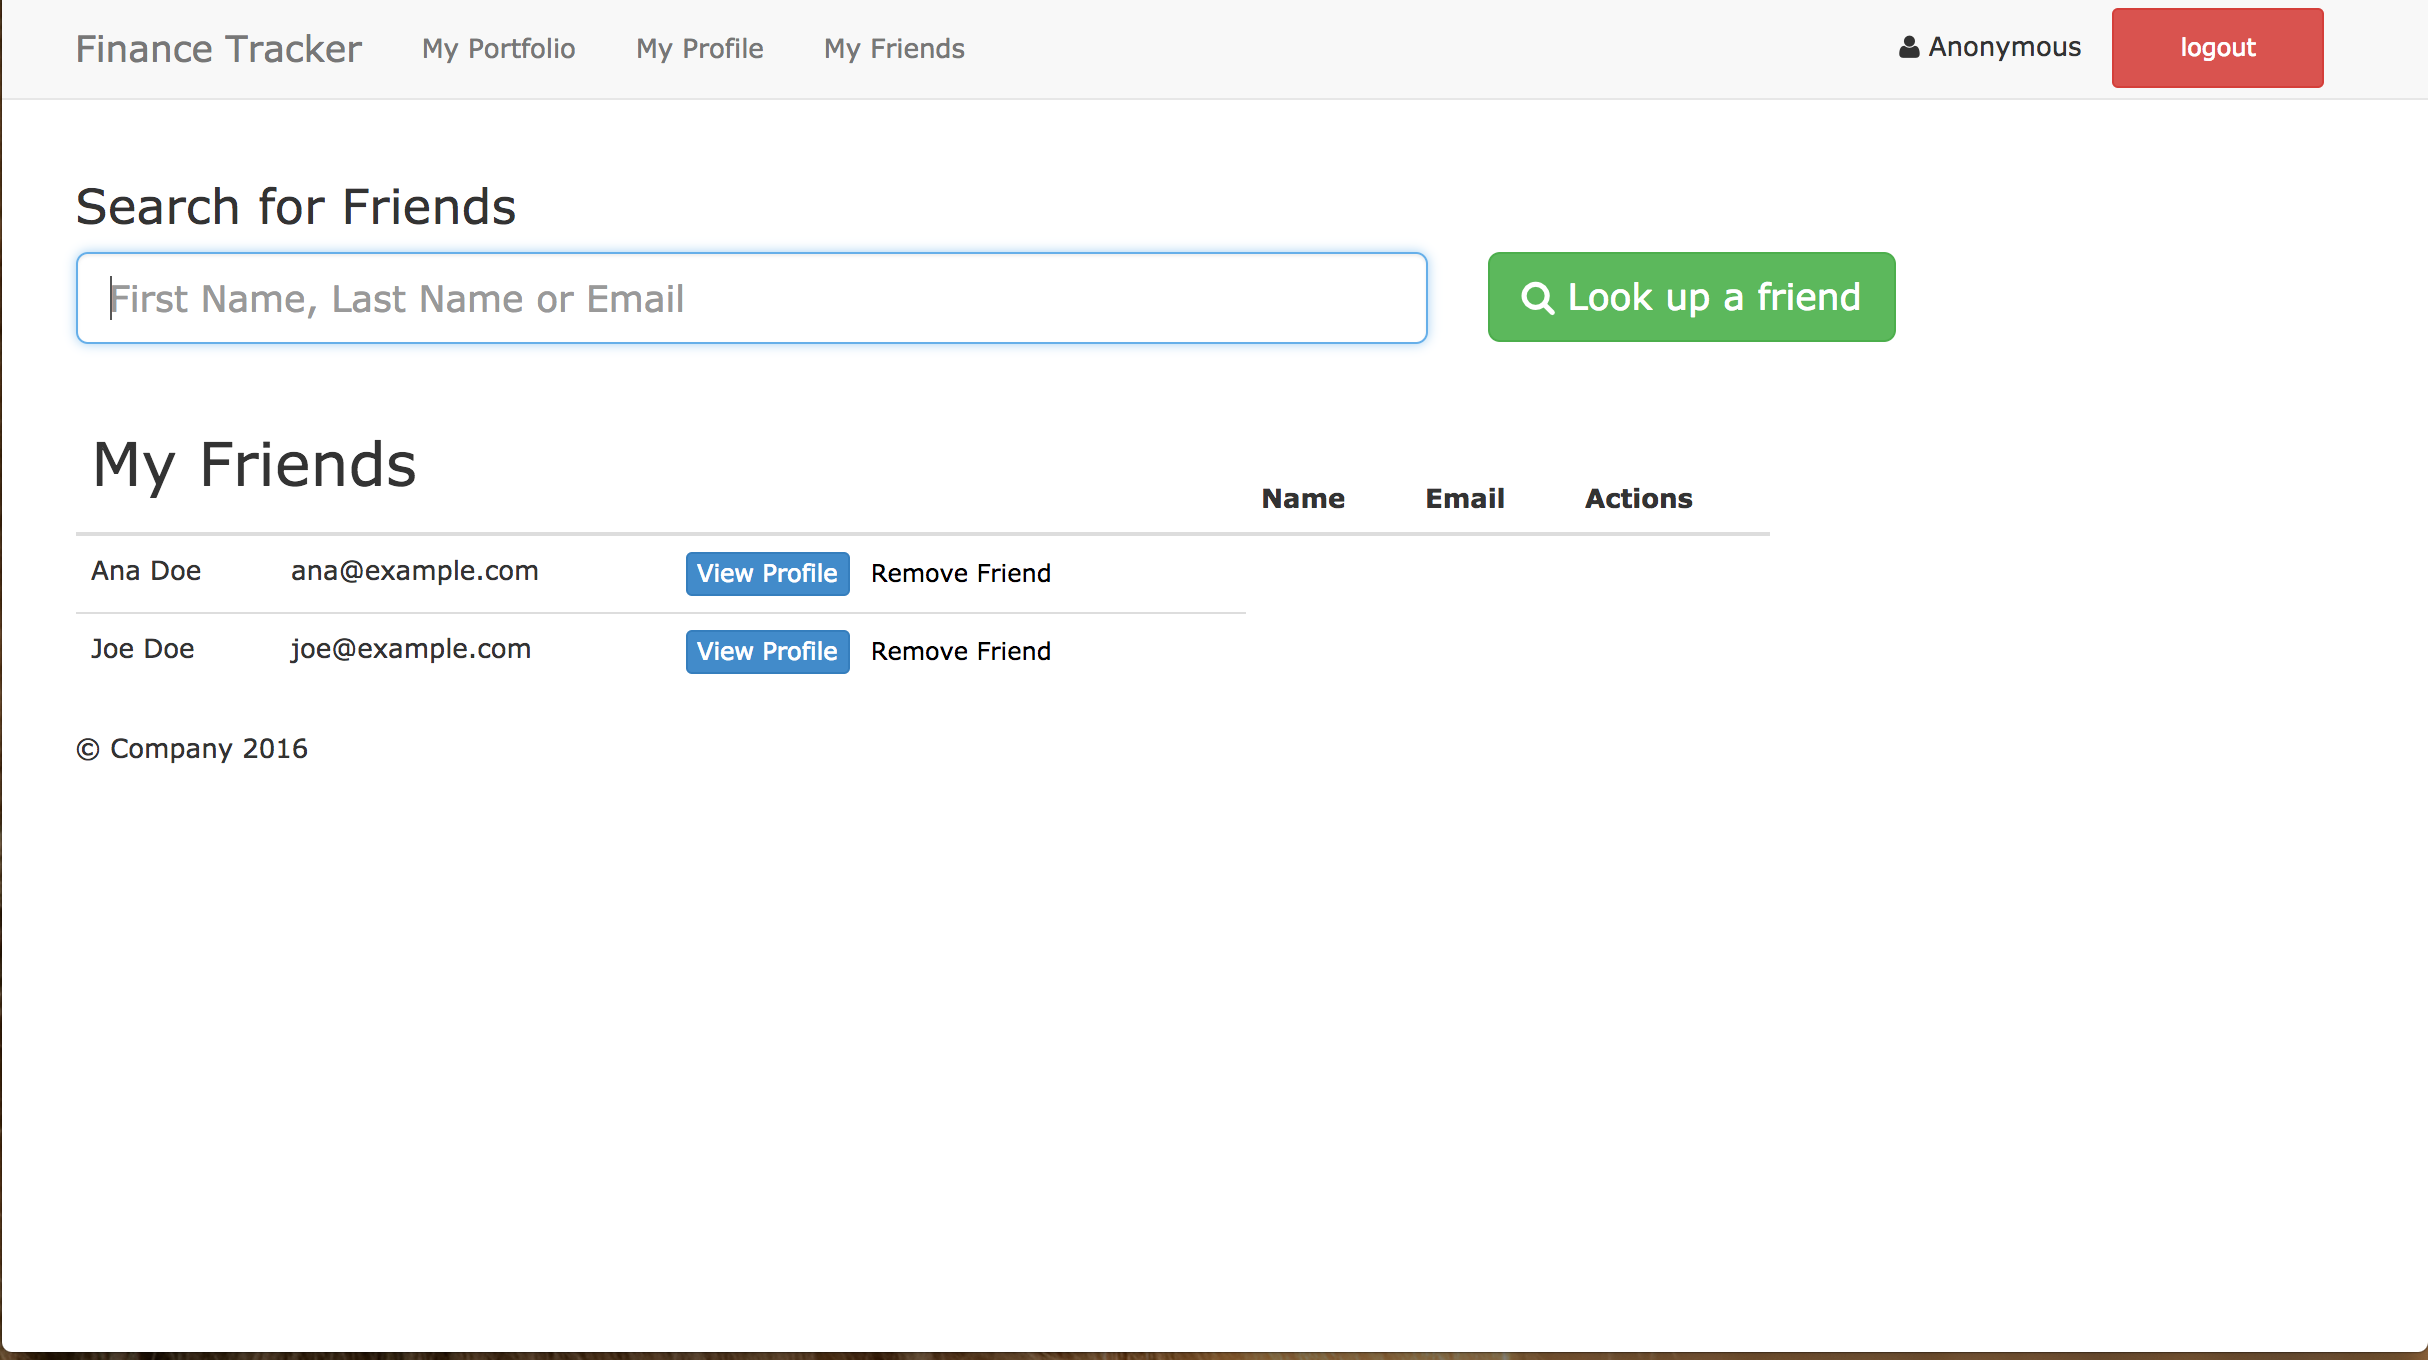 Finance Tracker My Portfolio My Profile My Friends Anonymous logout
Search for Friends
First Name, Last Name or Email Look up a friend
My Friends
Name Email Actions
Ana Doe ana@example.com View Profile Remove Friend
Joe Doe joe@example.com View Profile Remove Friend
© Company 2016